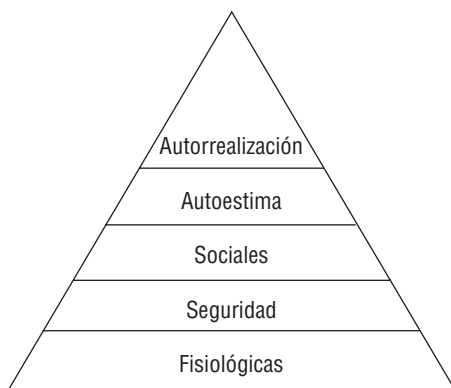 Autorrealización
Autoestima
Sociales
Seguridad
Fisiológicas